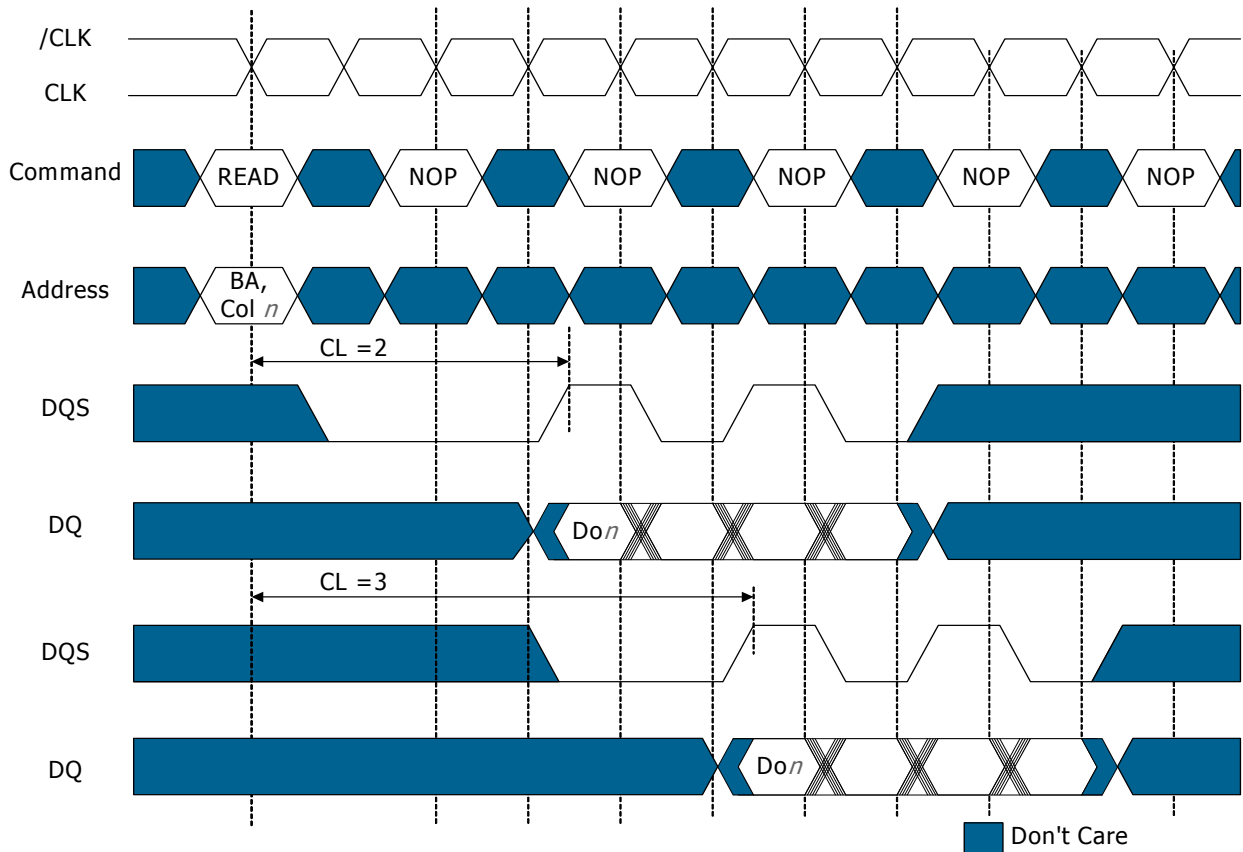 /CLK
CLK
Command
READ
NOP
NOP
NOP
NOP
NOP
Address
BA,
Col n
CL =2
DQS
DQ
Don
CL =3
DQS
DQ
Don
Don't Care